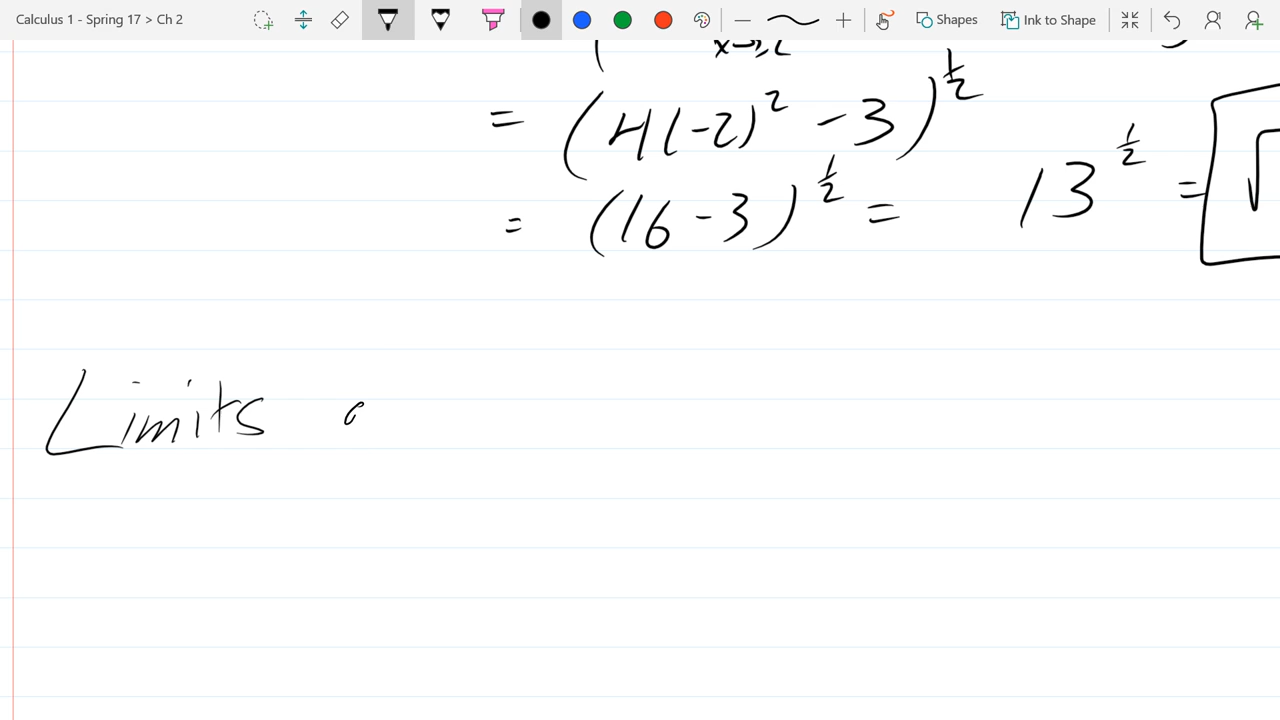 Calculus 1 - Spring 17 > Ch 2
Shapes
Ink to Shape
x→-2
= (4(-2)² - 3)^½
= (16 - 3)^½ = 13^½ = √
Limits o